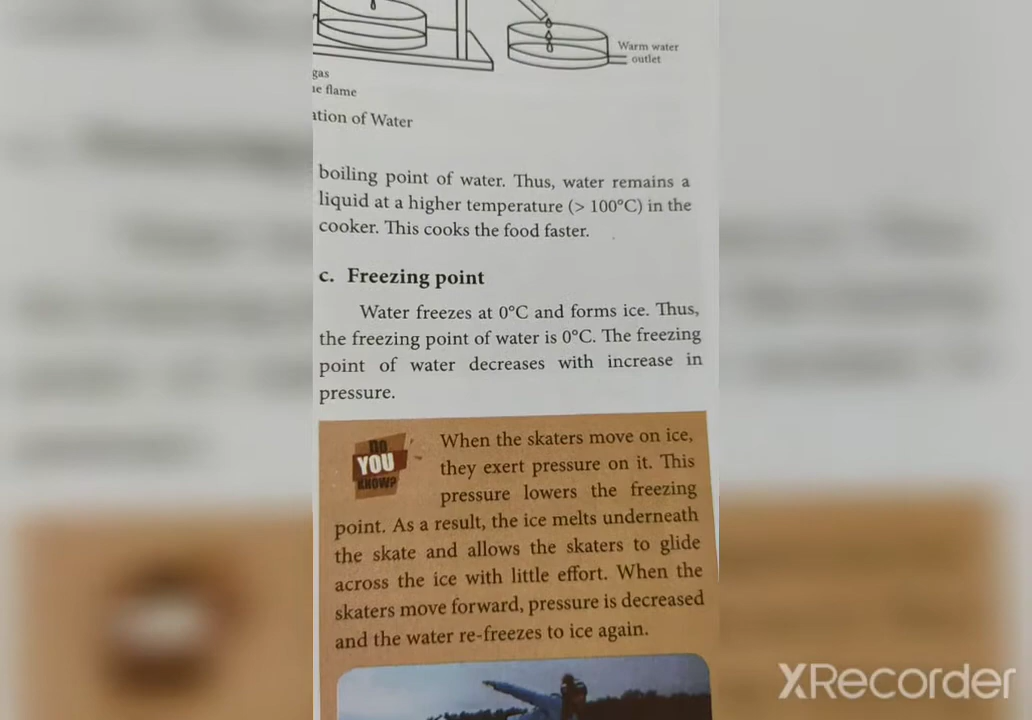 Warm water
outlet
gas
flame
ation of Water
boiling point of water. Thus, water remains a
liquid at a higher temperature (> 100°C) in the
cooker. This cooks the food faster.
c. Freezing point
Water freezes at 0°C and forms ice. Thus,
the freezing point of water is 0°C. The freezing
point of water decreases with increase in
pressure.
DO
YOU
KNOW?
When the skaters move on ice,
they exert pressure on it. This
pressure lowers the freezing
point. As a result, the ice melts underneath
the skate and allows the skaters to glide
across the ice with little effort. When the
skaters move forward, pressure is decreased
and the water re-freezes to ice again.
XRecorder